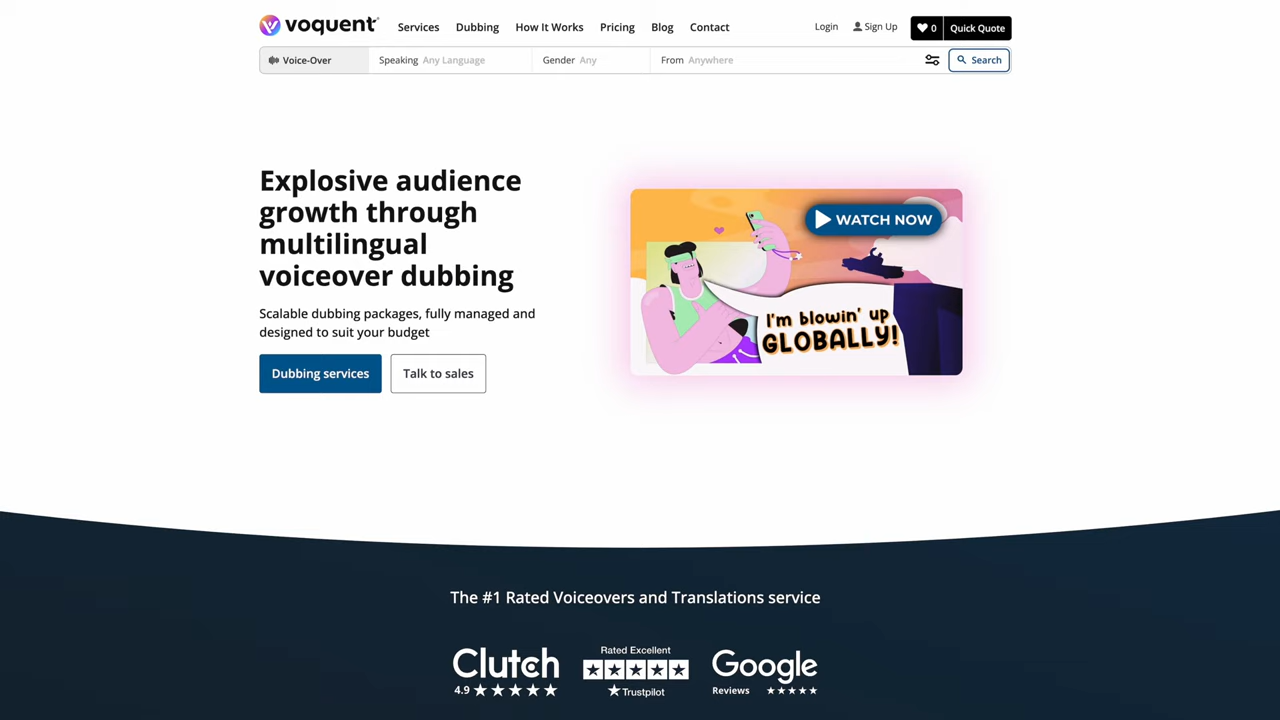 voquent
Services Dubbing How It Works Pricing Blog Contact Login Sign Up 0 Quick Quote
Voice-Over Speaking Any Language Gender Any From Anywhere Search
Explosive audience
growth through
multilingual
voiceover dubbing
Scalable dubbing packages, fully managed and
designed to suit your budget
Dubbing services Talk to sales
WATCH NOW
I'm blowin' up
GLOBALLY!
The #1 Rated Voiceovers and Translations service
Clutch
4.9
Rated Excellent
Trustpilot
Google
Reviews